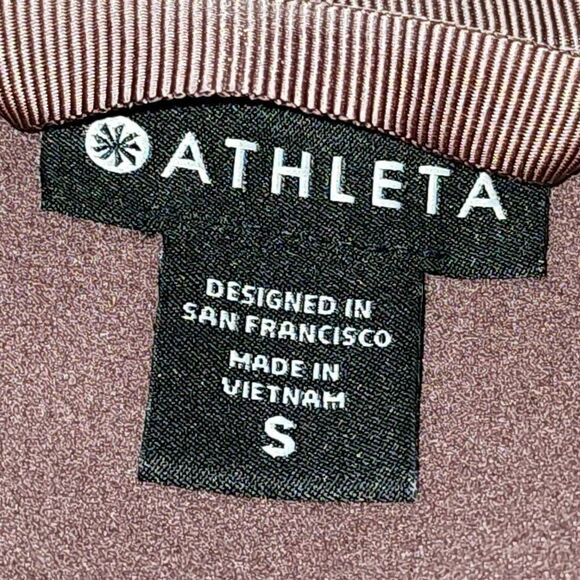 ATHLETA
DESIGNED IN
SAN FRANCISCO
MADE IN
VIETNAM
S